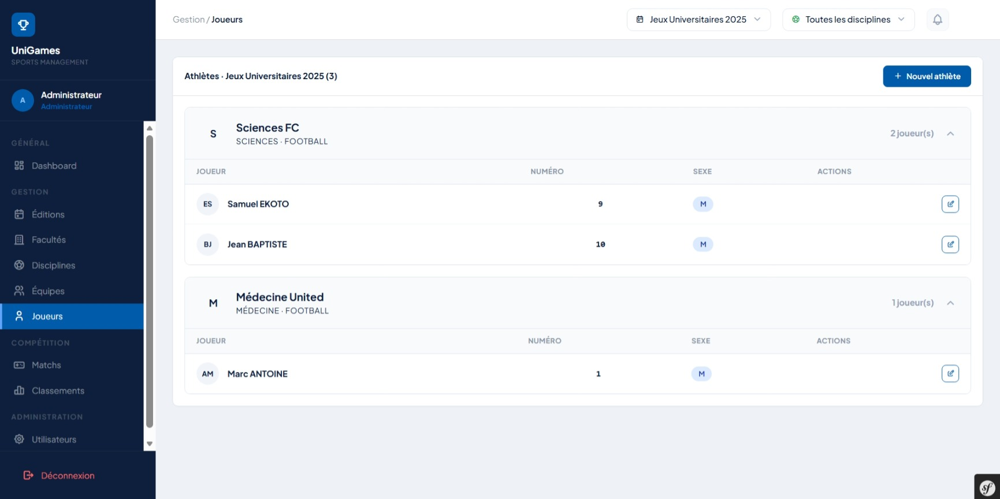 UniGames
SPORTS MANAGEMENT
A
Administrateur
Administrateur
GÉNÉRAL
Dashboard
GESTION
Éditions
Facultés
Disciplines
Équipes
Joueurs
COMPÉTITION
Matchs
Classements
ADMINISTRATION
Utilisateurs
Déconnexion
Gestion / Joueurs
Jeux Universitaires 2025
Toutes les disciplines
Athlètes · Jeux Universitaires 2025 (3)
+ Nouvel athlète
S
Sciences FC
SCIENCES · FOOTBALL
2 joueur(s)
JOUEUR NUMÉRO SEXE ACTIONS
ES Samuel EKOTO 9 M
BJ Jean BAPTISTE 10 M
M
Médecine United
MÉDECINE · FOOTBALL
1 joueur(s)
JOUEUR NUMÉRO SEXE ACTIONS
AM Marc ANTOINE 1 M
sf